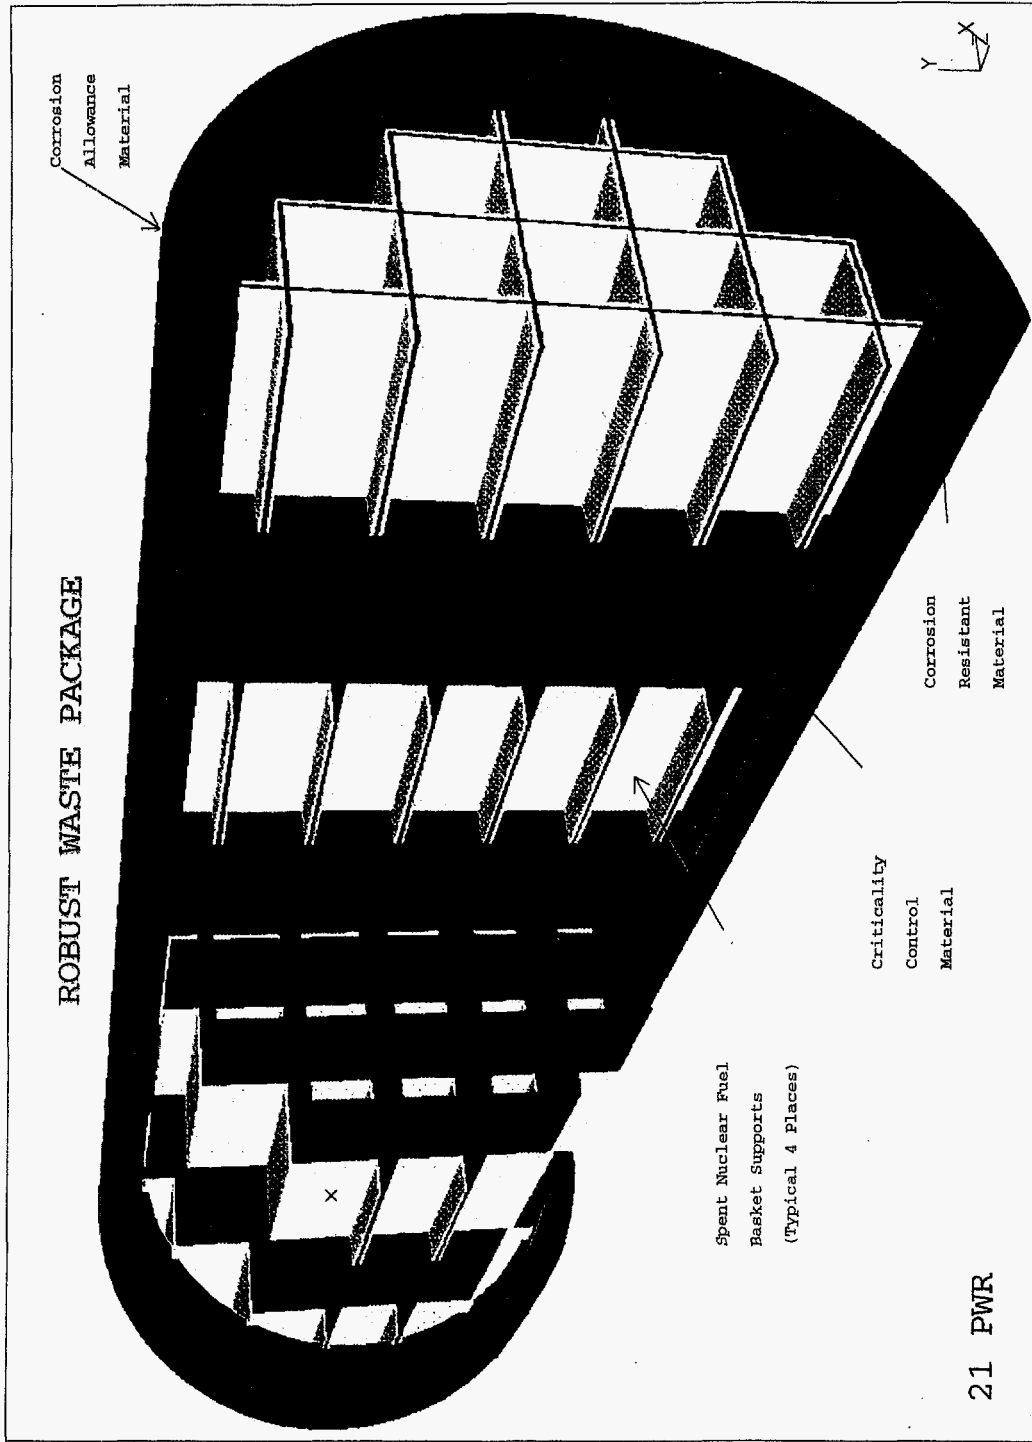 ROBUST WASTE PACKAGE
Corrosion
Allowance
Material
Y
X
Z
Corrosion
Resistant
Material
Criticality
Control
Material
Spent Nuclear Fuel
Basket Supports
(Typical 4 Places)
21 PWR
X